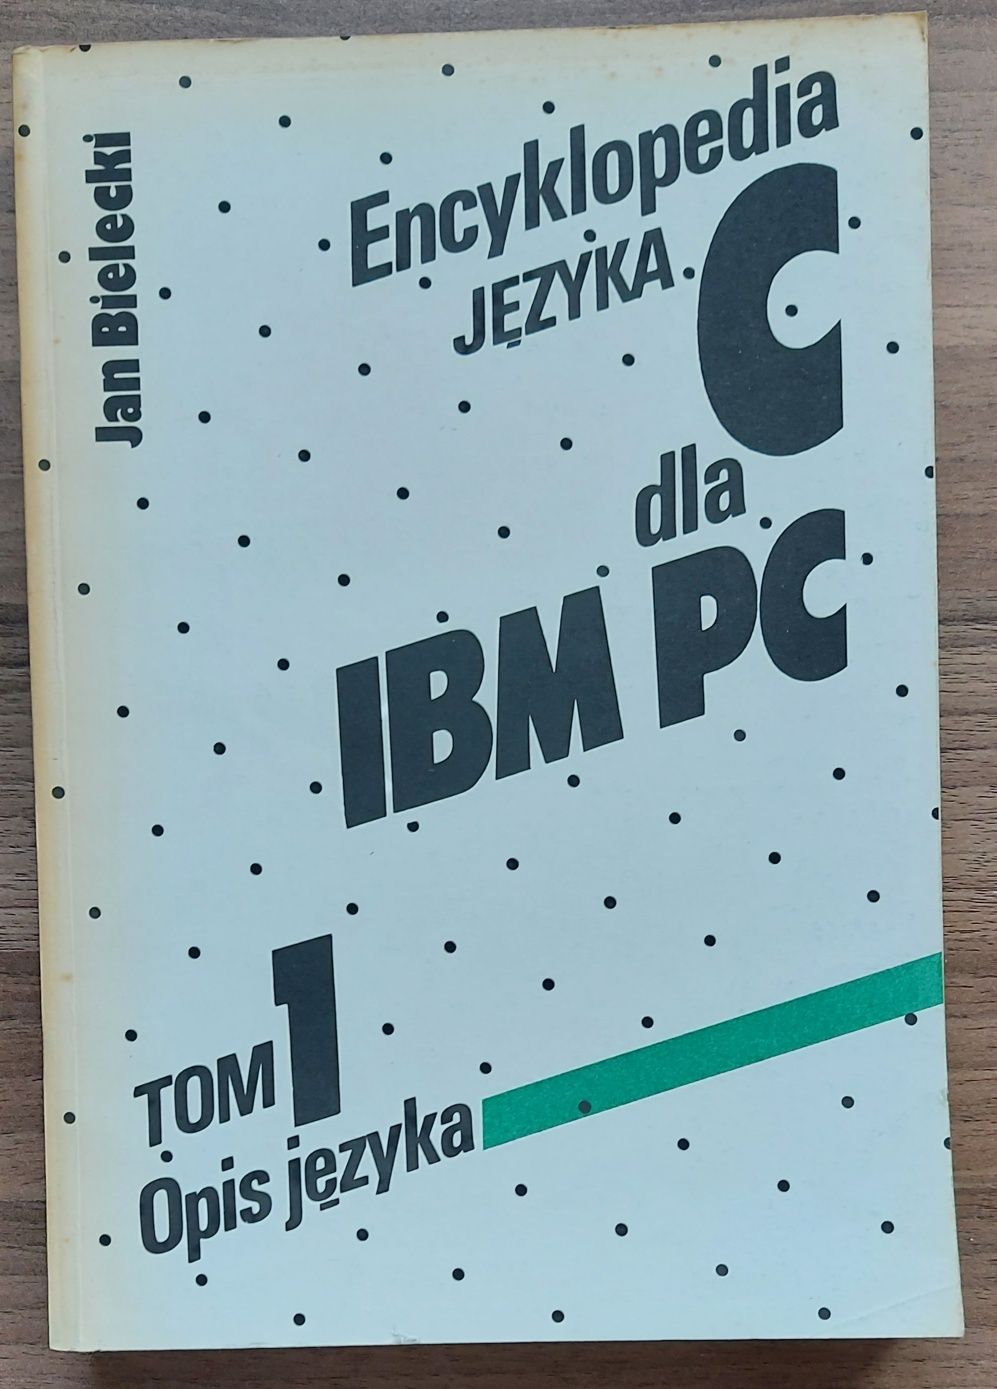 Jan Bielecki
Encyklopedia
JĘZYKA C
dla
IBM PC
TOM 1
Opis języka